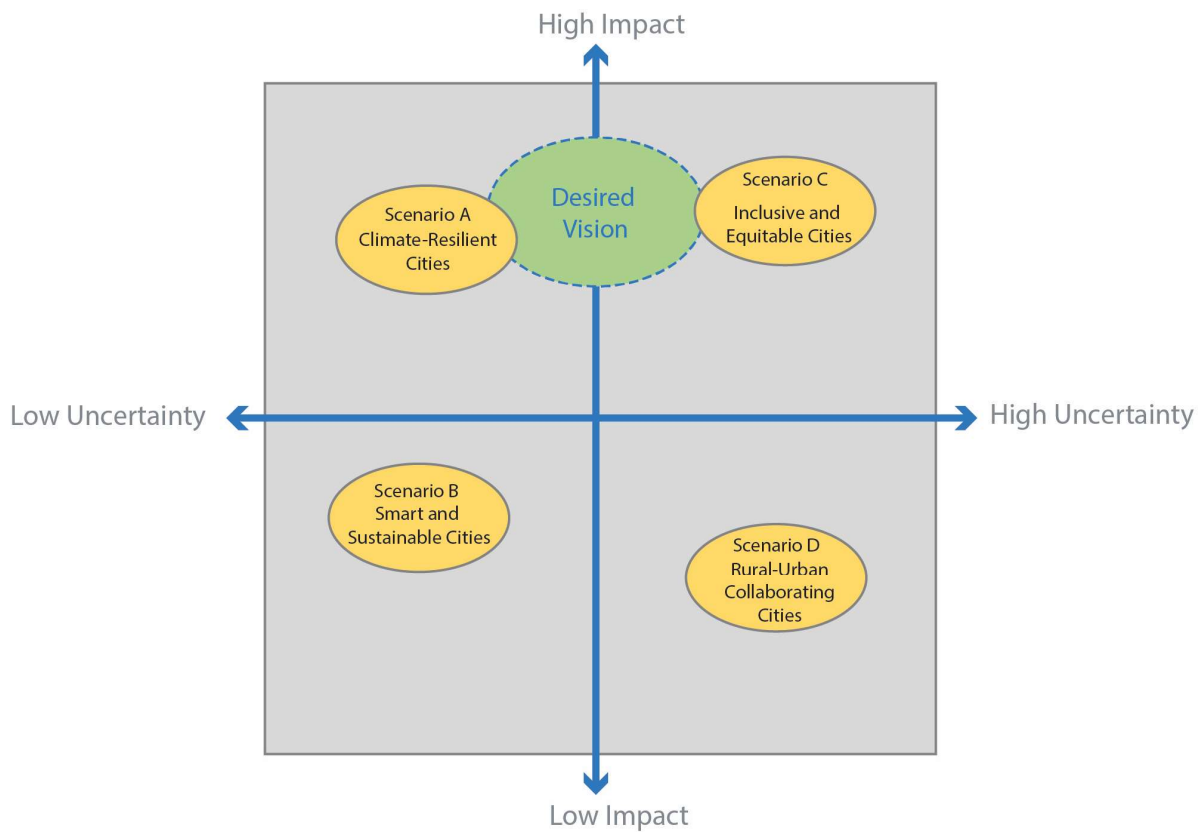 High Impact
Desired
Vision
Scenario A
Climate-Resilient
Cities
Scenario C
Inclusive and
Equitable Cities
Low Uncertainty
High Uncertainty
Scenario B
Smart and
Sustainable Cities
Scenario D
Rural-Urban
Collaborating
Cities
Low Impact